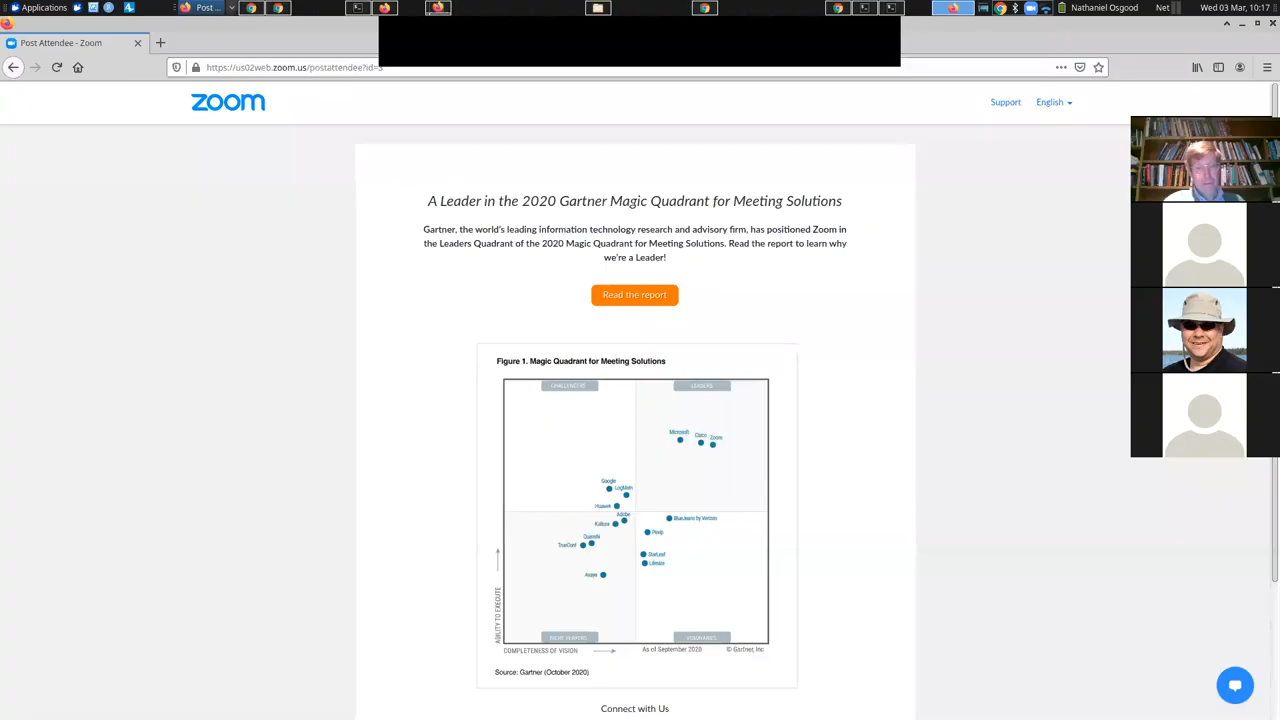 Applications
Post ...
Nathaniel Osgood
Net
Wed 03 Mar, 10:17
Post Attendee - Zoom
https://us02web.zoom.us/postattendee?id=5
zoom
Support
English
A Leader in the 2020 Gartner Magic Quadrant for Meeting Solutions
Gartner, the world's leading information technology research and advisory firm, has positioned Zoom in
the Leaders Quadrant of the 2020 Magic Quadrant for Meeting Solutions. Read the report to learn why
we're a Leader!
Read the report
Figure 1. Magic Quadrant for Meeting Solutions
CHALLENGERS
LEADERS
Microsoft
Cisco
Zoom
Google
LogMeIn
Huawei
Adobe
Kaltura
BlueJeans by Verizon
Pexip
Quanshi
TrueConf
StarLeaf
Lifesize
Avaya
ABILITY TO EXECUTE
NICHE PLAYERS
VISIONARIES
COMPLETENESS OF VISION
As of September 2020
© Gartner, Inc
Source: Gartner (October 2020)
Connect with Us